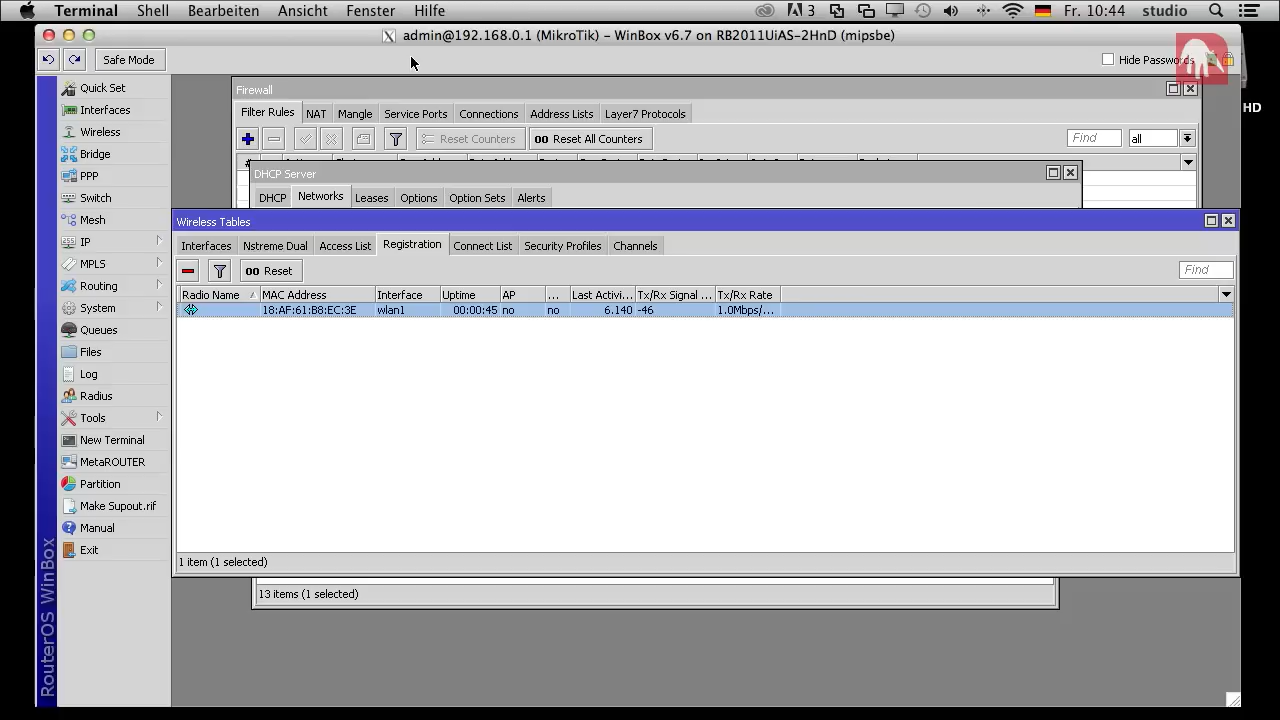 Terminal Shell Bearbeiten Ansicht Fenster Hilfe 3 Fr. 10:44 studio
admin@192.168.0.1 (MikroTik) - WinBox v6.7 on RB2011UiAS-2HnD (mipsbe)
Safe Mode Hide Passwords
HD
Quick Set
Interfaces
Wireless
Bridge
PPP
Switch
Mesh
IP
MPLS
Routing
System
Queues
Files
Log
Radius
Tools
New Terminal
MetaROUTER
Partition
Make Supout.rif
Manual
Exit
RouterOS WinBox
Firewall
Filter Rules NAT Mangle Service Ports Connections Address Lists Layer7 Protocols
Reset Counters 00 Reset All Counters Find all
#
DHCP Server
DHCP Networks Leases Options Option Sets Alerts
Wireless Tables
Interfaces Nstreme Dual Access List Registration Connect List Security Profiles Channels
00 Reset Find
Radio Name MAC Address Interface Uptime AP ... Last Activi... Tx/Rx Signal ... Tx/Rx Rate
18:AF:61:B8:EC:3E wlan1 00:00:45 no no 6.140 -46 1.0Mbps/...
1 item (1 selected)
13 items (1 selected)